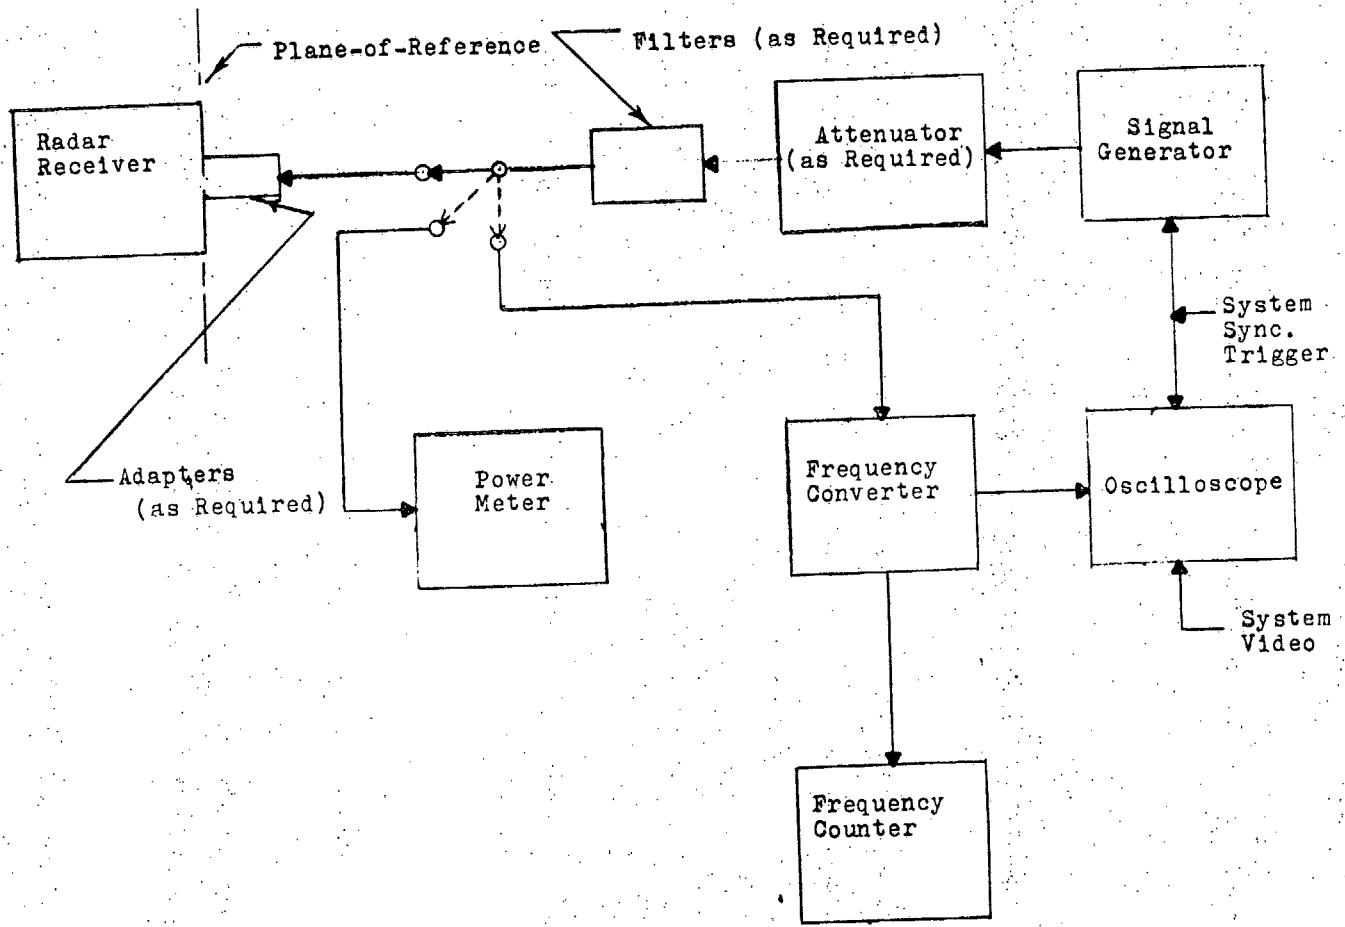 Plane-of-Reference
Filters (as Required)
Radar
Receiver
Attenuator
(as Required)
Signal
Generator
System
Sync.
Trigger
Adapters
(as Required)
Power
Meter
Frequency
Converter
Oscilloscope
System
Video
Frequency
Counter